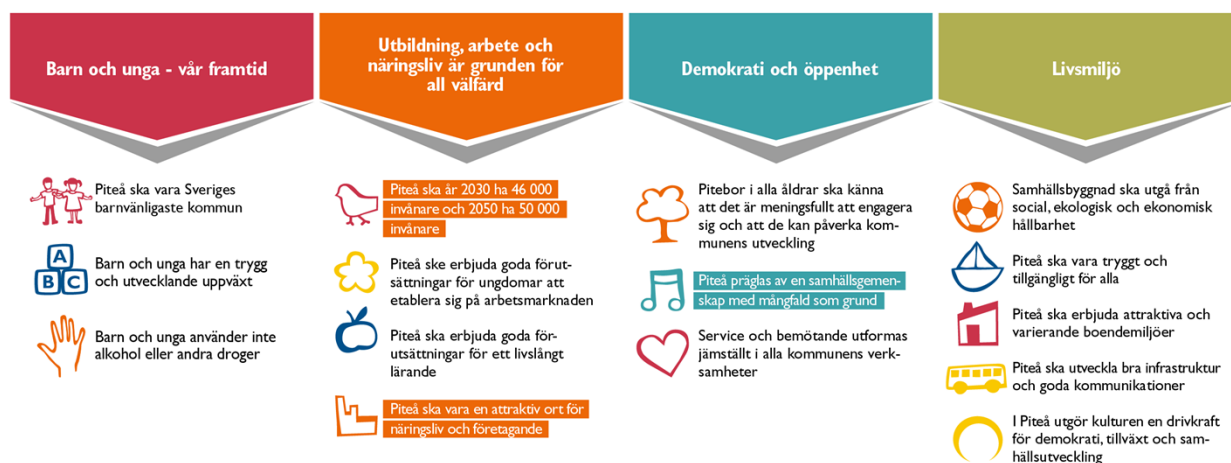 Barn och unga - vår framtid
Piteå ska vara Sveriges
barnvänligaste kommun
A
B C
Barn och unga har en trygg
och utvecklande uppväxt
Barn och unga använder inte
alkohol eller andra droger
Utbildning, arbete och
näringsliv är grunden för
all välfärd
Piteå ska år 2030 ha 46 000
invånare och 2050 ha 50 000
invånare
Piteå ske erbjuda goda förut-
sättningar för ungdomar att
etablera sig på arbetsmarknaden
Piteå ska erbjuda goda för-
utsättningar för ett livslångt
lärande
Piteå ska vara en attraktiv ort för
näringsliv och företagande
Demokrati och öppenhet
Pitebor i alla åldrar ska känna
att det är meningsfullt att engagera
sig och att de kan påverka kom-
munens utveckling
Piteå präglas av en samhällsgemen-
skap med mångfald som grund
Service och bemötande utformas
jämställt i alla kommunens verk-
samheter
Livsmiljö
Samhällsbyggnad ska utgå från
social, ekologisk och ekonomisk
hållbarhet
Piteå ska vara tryggt och
tillgängligt för alla
Piteå ska erbjuda attraktiva och
varierande boendemiljöer
Piteå ska utveckla bra infrastruktur
och goda kommunikationer
I Piteå utgör kulturen en drivkraft
för demokrati, tillväxt och sam-
hällsutveckling